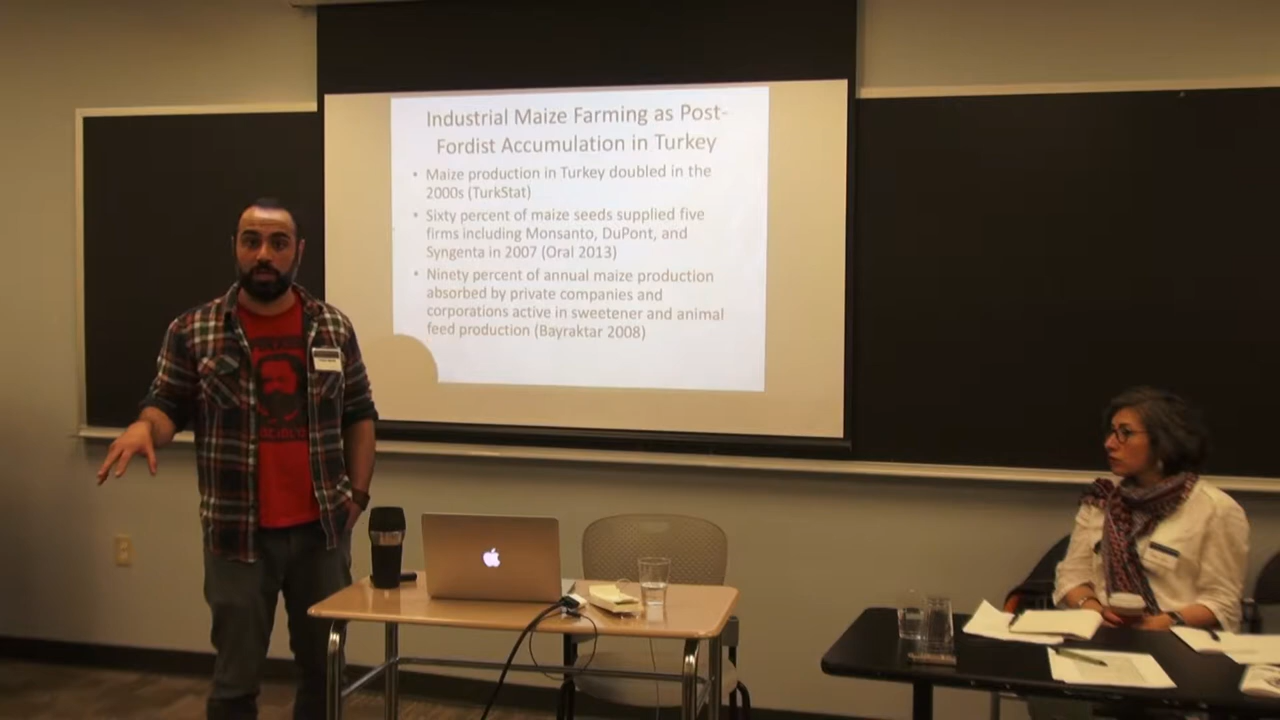 Industrial Maize Farming as Post-
Fordist Accumulation in Turkey
• Maize production in Turkey doubled in the
2000s (TurkStat)
• Sixty percent of maize seeds supplied five
firms including Monsanto, DuPont, and
Syngenta in 2007 (Oral 2013)
• Ninety percent of annual maize production
absorbed by private companies and
corporations active in sweetener and animal
feed production (Bayraktar 2008)